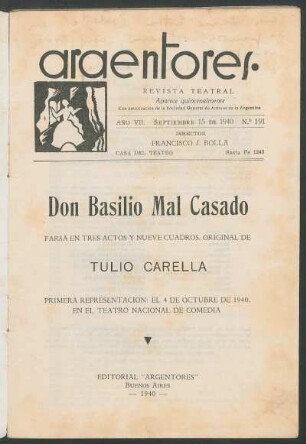 argentores.
REVISTA TEATRAL
Aparece quincenalmente
Con autorización de la Sociedad General de Autores de la Argentina
AÑO VII. SEPTIEMBRE 15 DE 1940 N.º 191
DIRECTOR
FRANCISCO J. BOLLA
CASA DEL TEATRO Santa Fe 1243
Don Basilio Mal Casado
FARSA EN TRES ACTOS Y NUEVE CUADROS, ORIGINAL DE
TULIO CARELLA
PRIMERA REPRESENTACION: EL 4 DE OCTUBRE DE 1940,
EN EL TEATRO NACIONAL DE COMEDIA
EDITORIAL "ARGENTORES"
BUENOS AIRES
— 1940 —